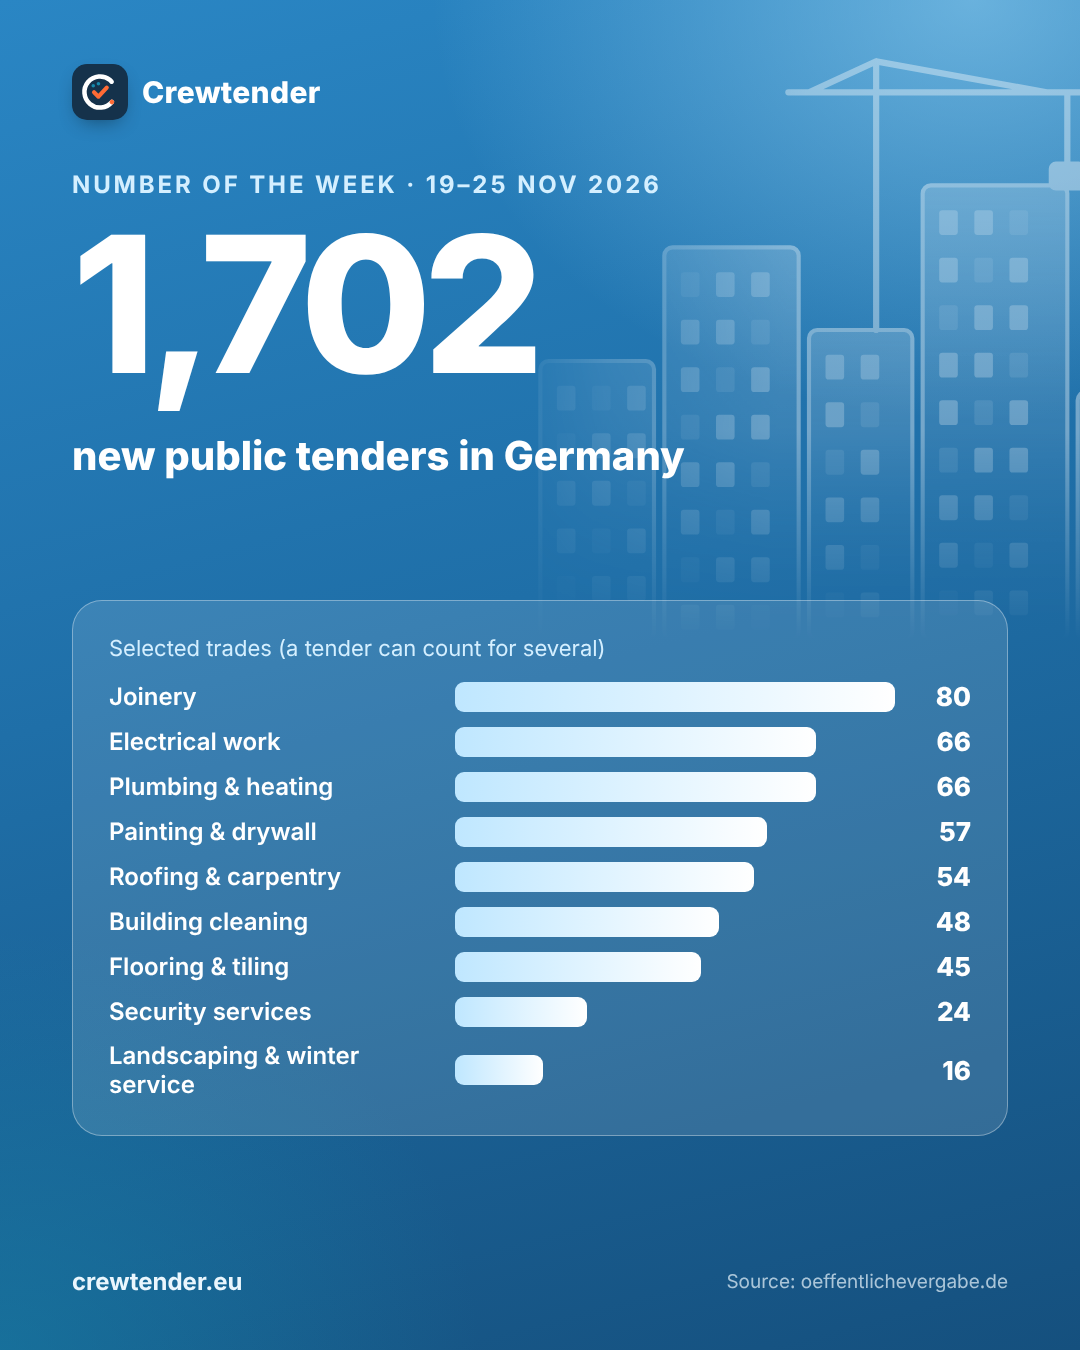 Crewtender
NUMBER OF THE WEEK · 19–25 NOV 2026
1,702
new public tenders in Germany
Selected trades (a tender can count for several)
Joinery 80
Electrical work 66
Plumbing & heating 66
Painting & drywall 57
Roofing & carpentry 54
Building cleaning 48
Flooring & tiling 45
Security services 24
Landscaping & winter
service 16
crewtender.eu
Source: oeffentlichevergabe.de